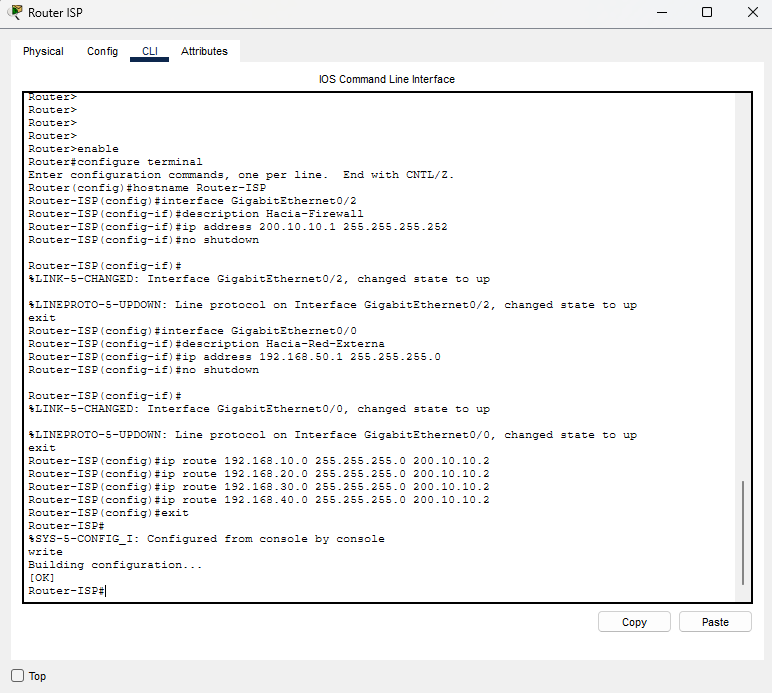 Router ISP
Physical Config CLI Attributes
IOS Command Line Interface
Router>
Router>
Router>
Router>
Router>enable
Router#configure terminal
Enter configuration commands, one per line.  End with CNTL/Z.
Router(config)#hostname Router-ISP
Router-ISP(config)#interface GigabitEthernet0/2
Router-ISP(config-if)#description Hacia-Firewall
Router-ISP(config-if)#ip address 200.10.10.1 255.255.255.252
Router-ISP(config-if)#no shutdown
Router-ISP(config-if)#
%LINK-5-CHANGED: Interface GigabitEthernet0/2, changed state to up
%LINEPROTO-5-UPDOWN: Line protocol on Interface GigabitEthernet0/2, changed state to up
exit
Router-ISP(config)#interface GigabitEthernet0/0
Router-ISP(config-if)#description Hacia-Red-Externa
Router-ISP(config-if)#ip address 192.168.50.1 255.255.255.0
Router-ISP(config-if)#no shutdown
Router-ISP(config-if)#
%LINK-5-CHANGED: Interface GigabitEthernet0/0, changed state to up
%LINEPROTO-5-UPDOWN: Line protocol on Interface GigabitEthernet0/0, changed state to up
exit
Router-ISP(config)#ip route 192.168.10.0 255.255.255.0 200.10.10.2
Router-ISP(config)#ip route 192.168.20.0 255.255.255.0 200.10.10.2
Router-ISP(config)#ip route 192.168.30.0 255.255.255.0 200.10.10.2
Router-ISP(config)#ip route 192.168.40.0 255.255.255.0 200.10.10.2
Router-ISP(config)#exit
Router-ISP#
%SYS-5-CONFIG_I: Configured from console by console
write
Building configuration...
[OK]
Router-ISP#
Copy Paste
Top